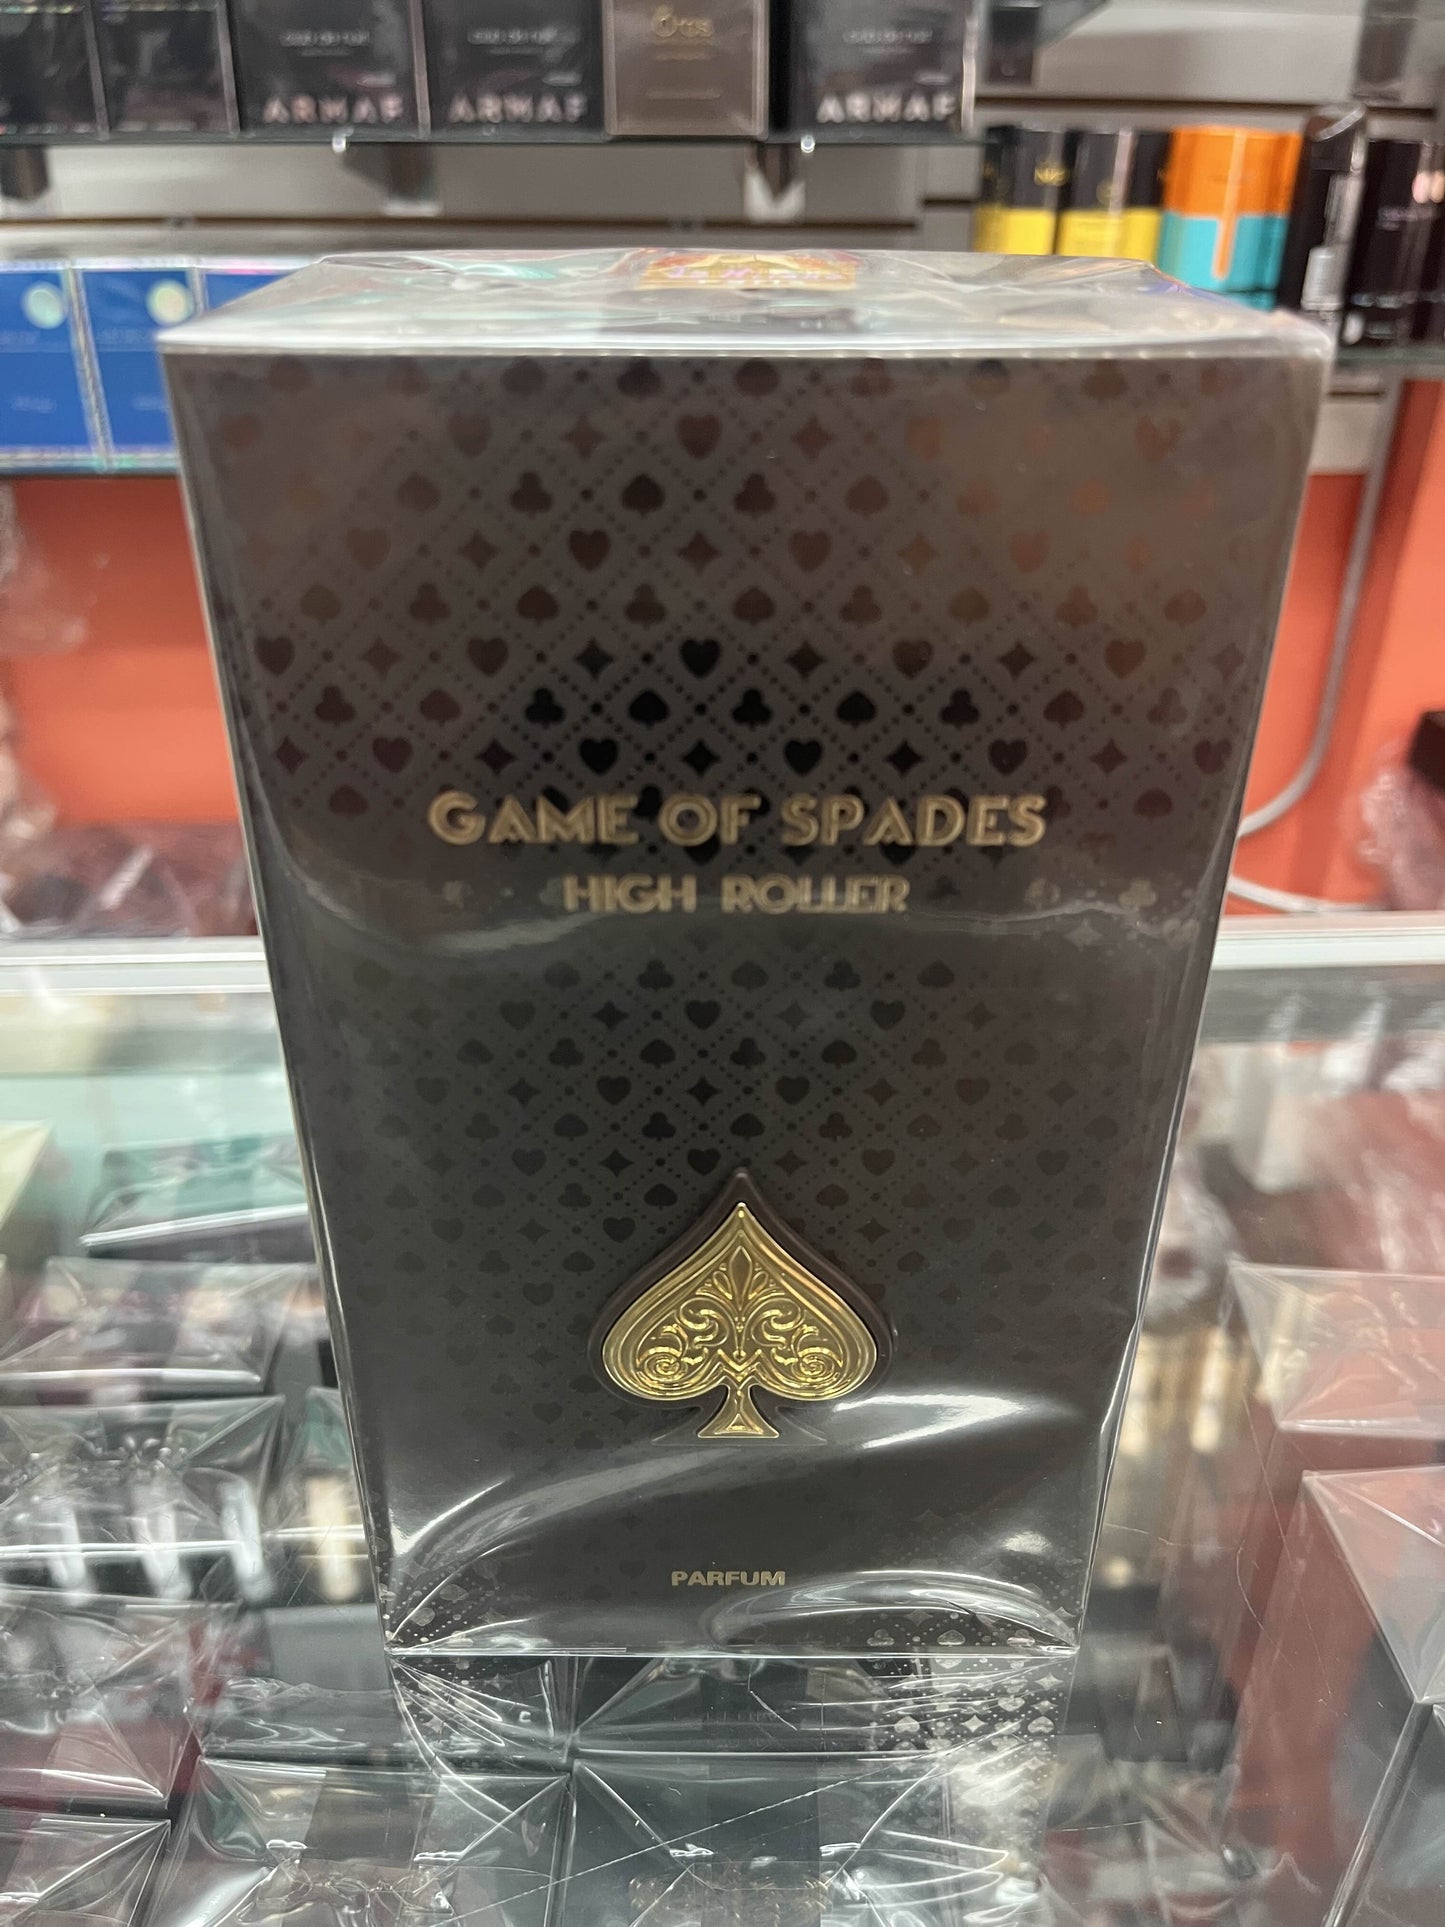 ARMAF
ARMAF
ARMAF
GAME OF SPADES
HIGH ROLLER
PARFUM